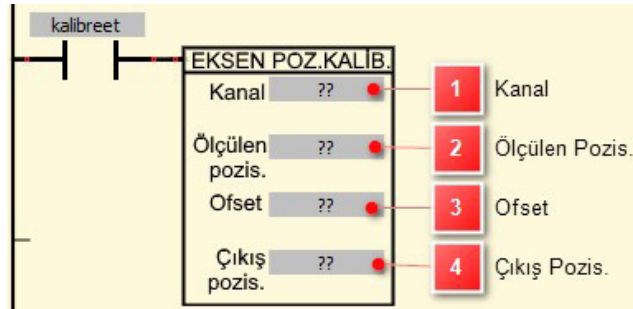 kalibreet
EKSEN POZ.KALİB.
Kanal ?? 1 Kanal
Ölçülen ?? 2 Ölçülen Pozis.
pozis.
Ofset ?? 3 Ofset
Çıkış ?? 4 Çıkış Pozis.
pozis.